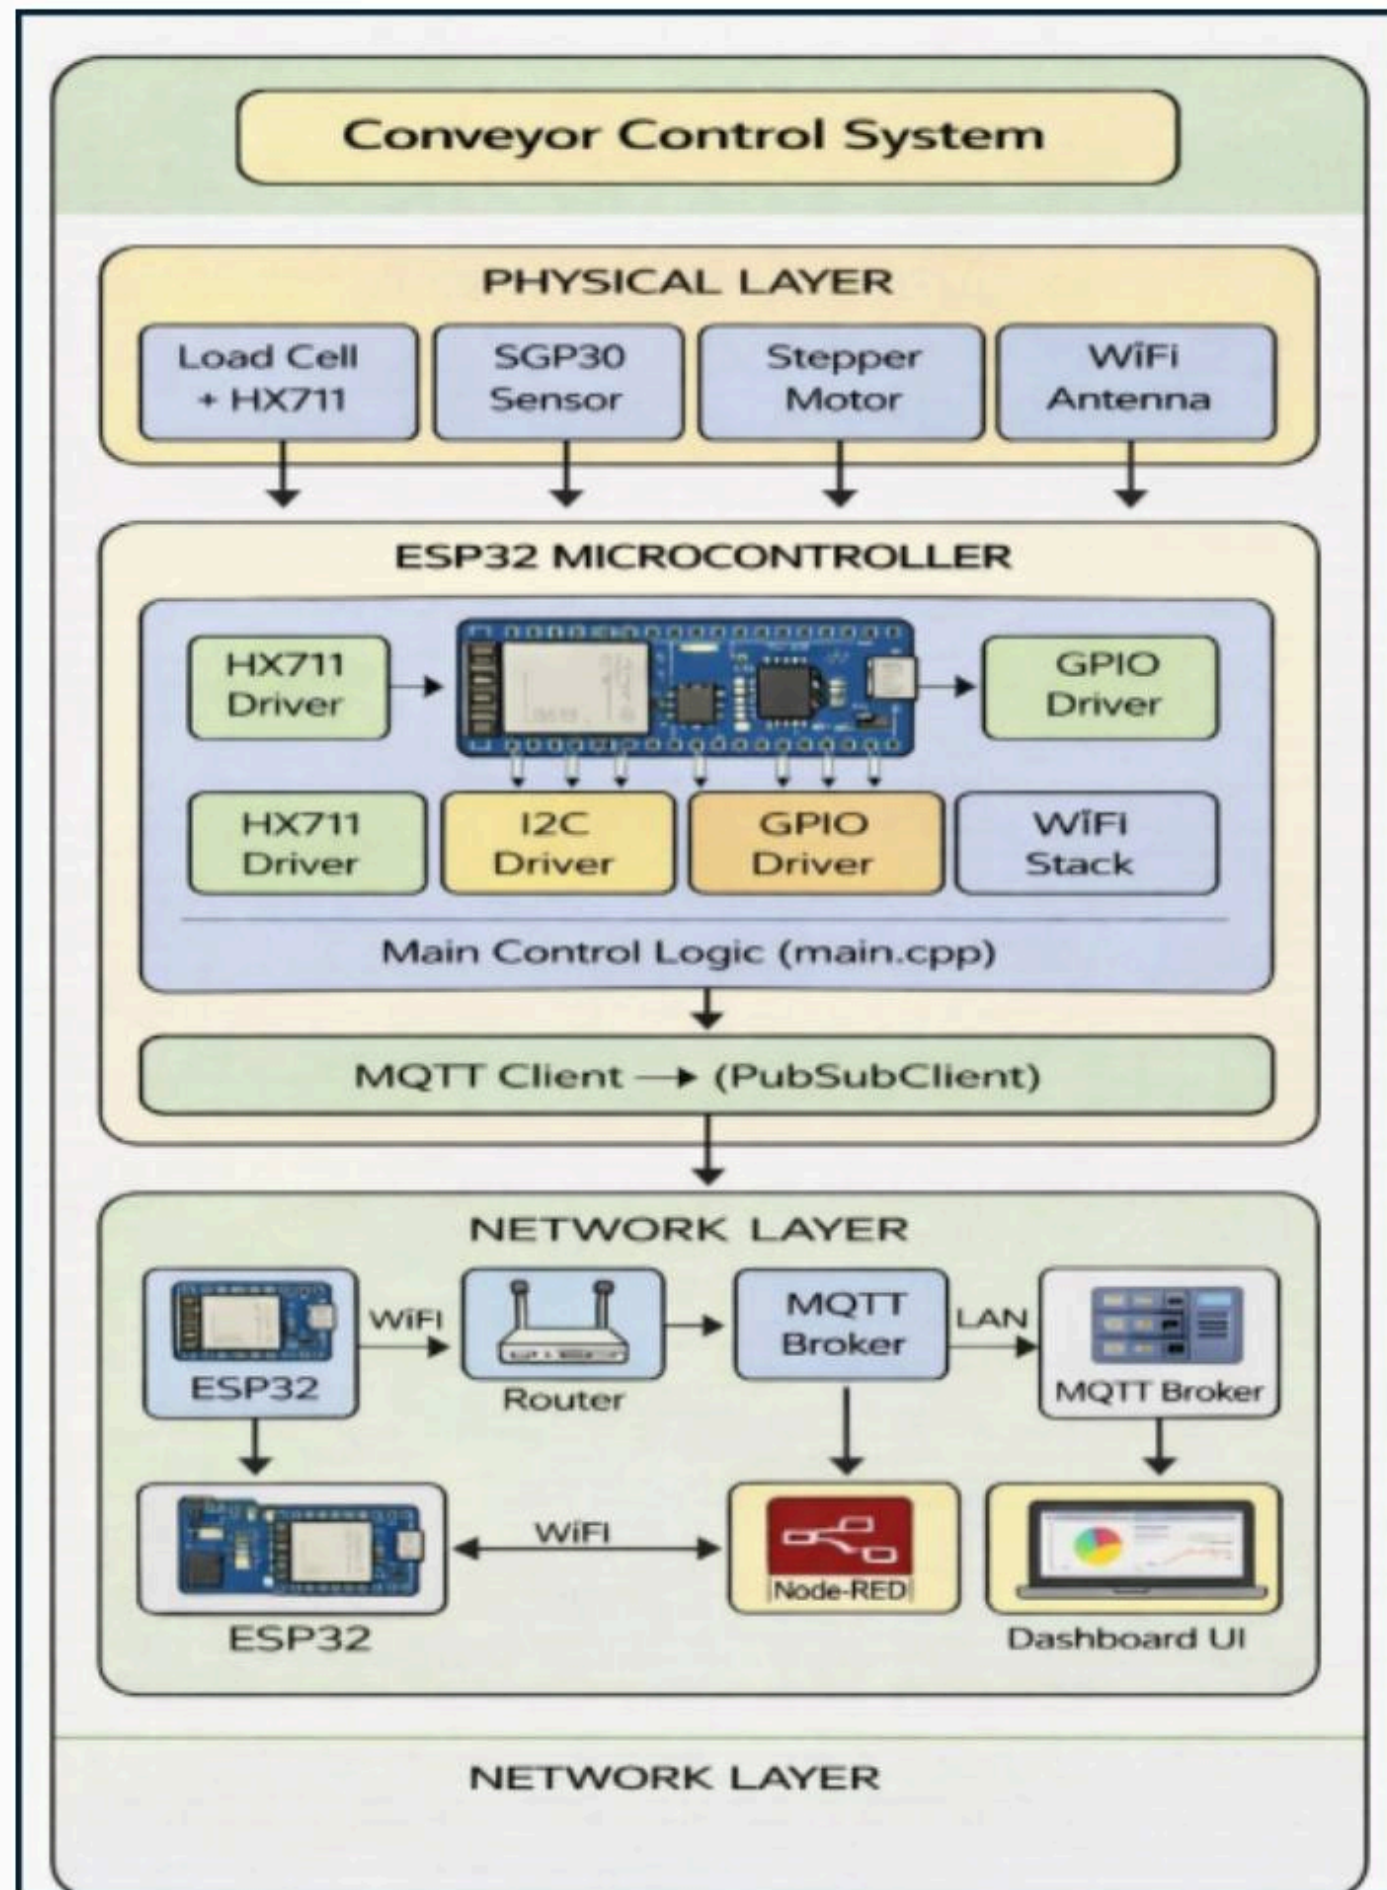 Conveyor Control System
PHYSICAL LAYER
Load Cell
+ HX711
SGP30
Sensor
Stepper
Motor
WiFi
Antenna
ESP32 MICROCONTROLLER
HX711
Driver
GPIO
Driver
HX711
Driver
I2C
Driver
GPIO
Driver
WiFi
Stack
Main Control Logic (main.cpp)
MQTT Client → (PubSubClient)
NETWORK LAYER
ESP32
WiFi
Router
MQTT
Broker
LAN
MQTT Broker
ESP32
WiFi
Node-RED
Dashboard UI
NETWORK LAYER